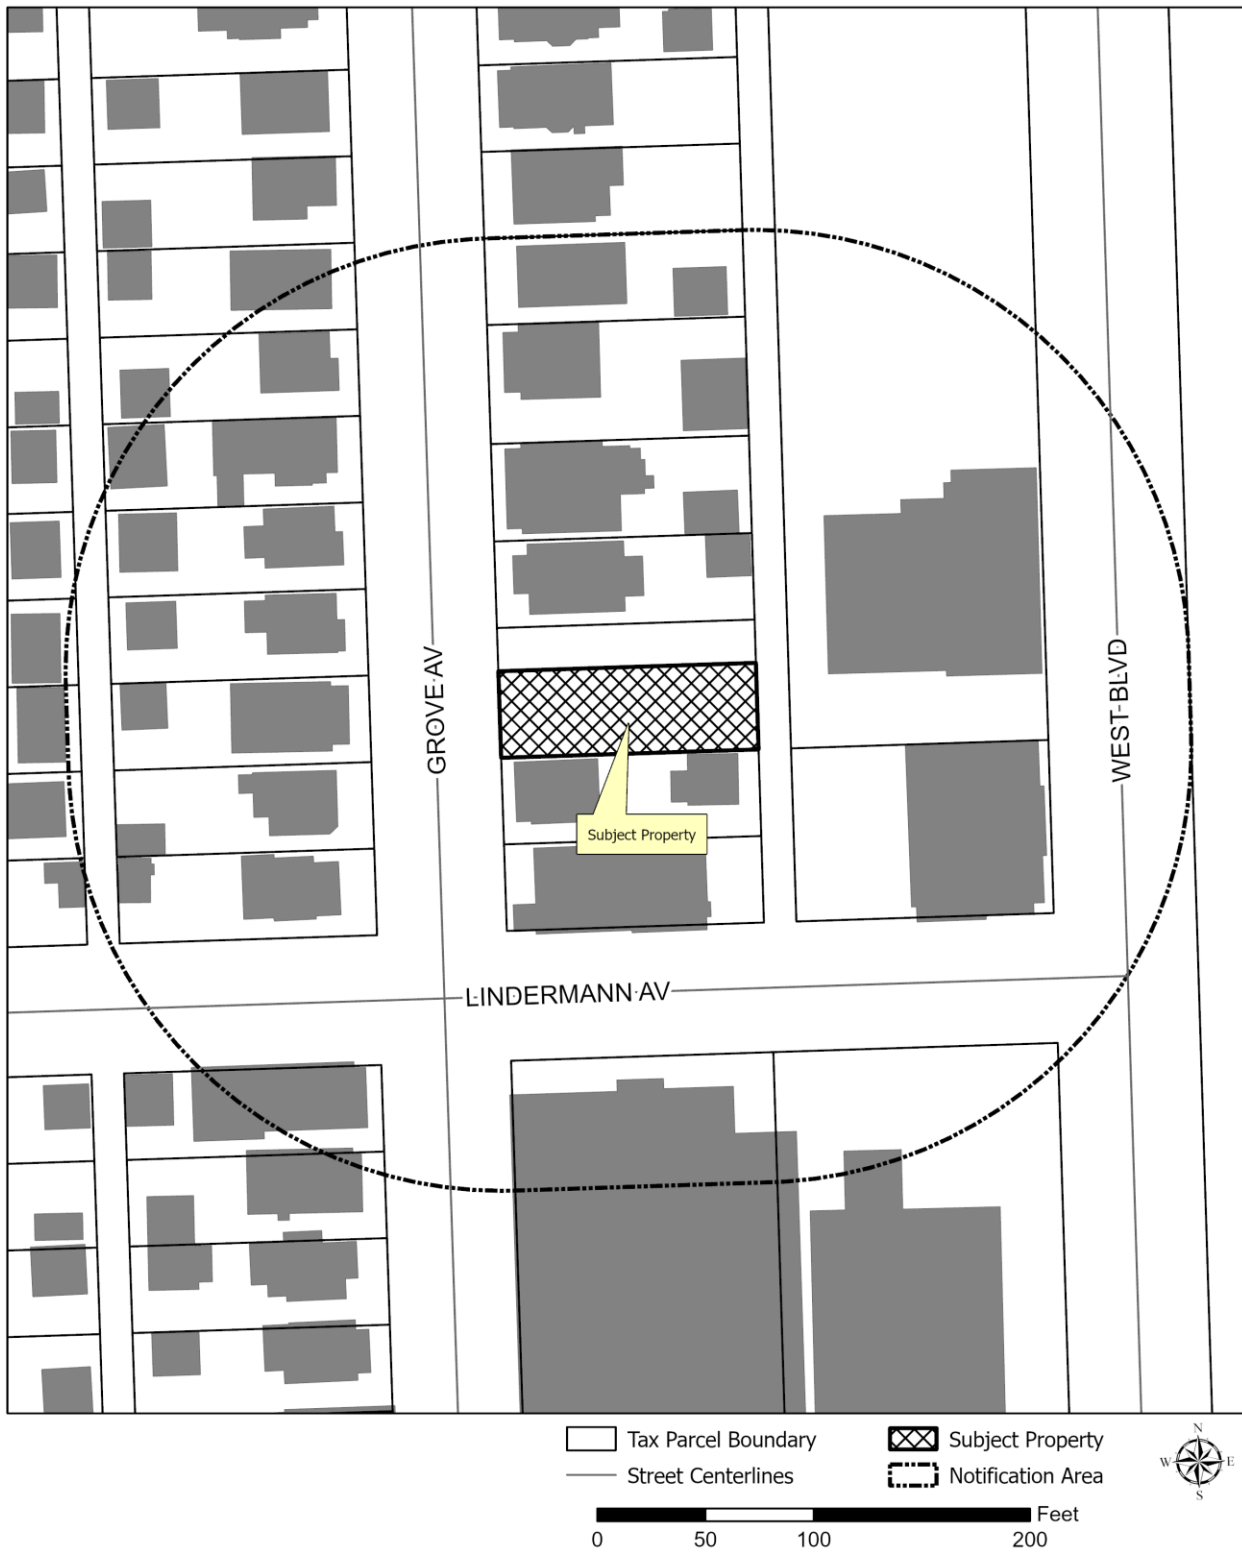 GROVE AV
WEST BLVD
Subject Property
LINDERMANN AV
Tax Parcel Boundary
Subject Property
Street Centerlines
Notification Area
N
W
E
S
Feet
0
50
100
200